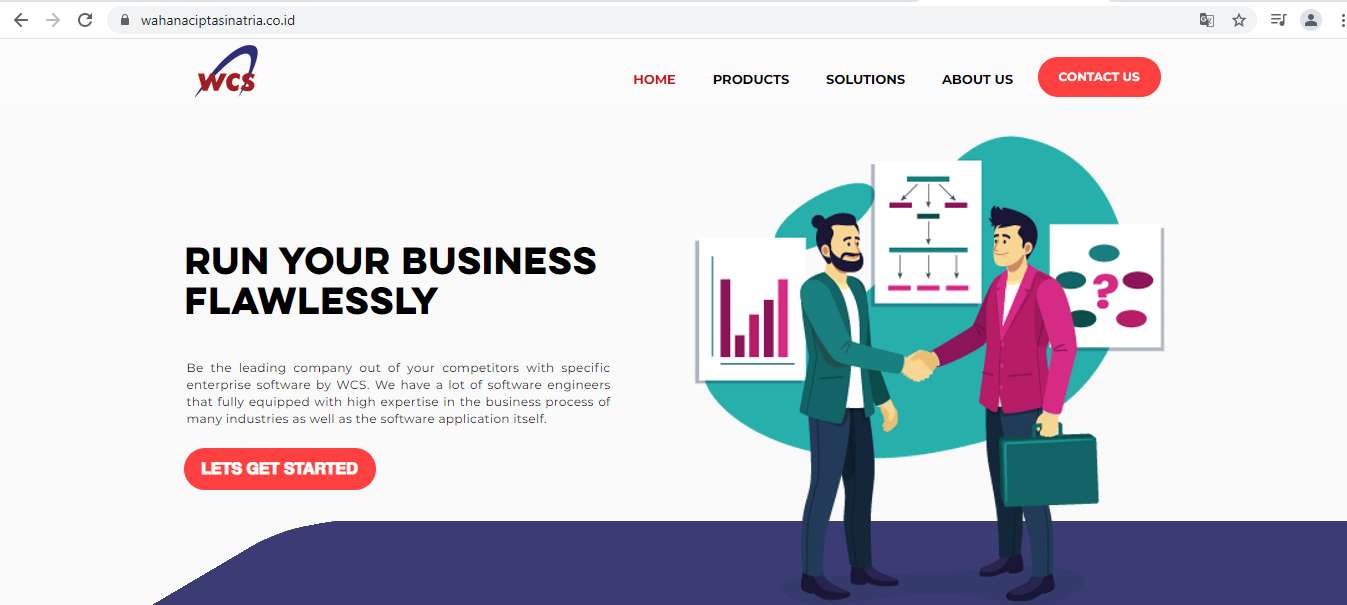 wahanaciptasinatria.co.id
WCS
HOME PRODUCTS SOLUTIONS ABOUT US CONTACT US
RUN YOUR BUSINESS
FLAWLESSLY
?
Be the leading company out of your competitors with specific
enterprise software by WCS. We have a lot of software engineers
that fully equipped with high expertise in the business process of
many industries as well as the software application itself.
LETS GET STARTED